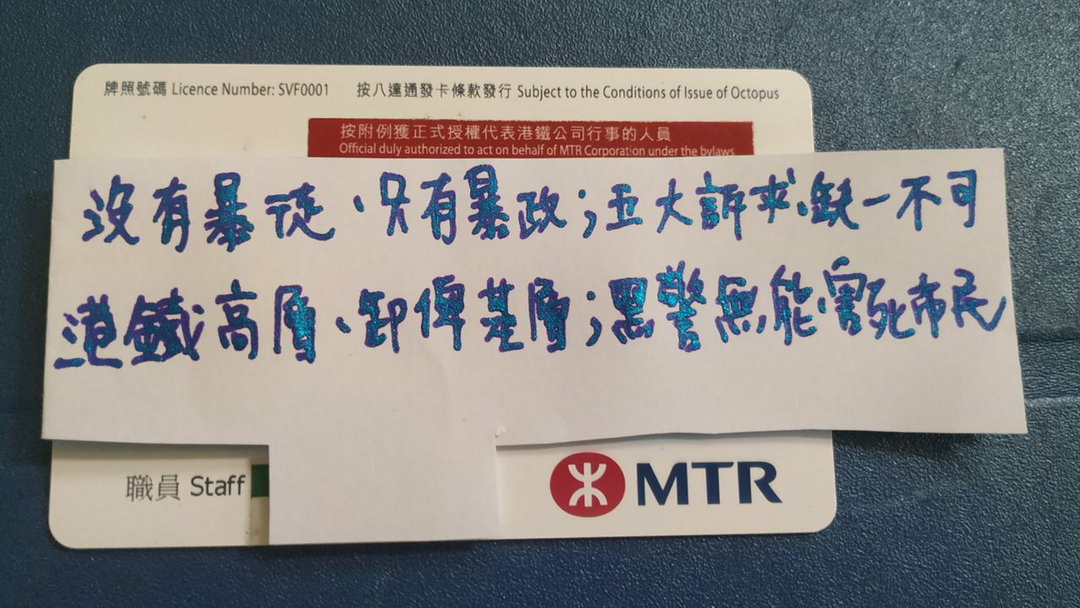 牌照號碼 Licence Number: SVF0001 按八達通發卡條款發行 Subject to the Conditions of Issue of Octopus
按附例獲正式授權代表港鐵公司行事的人員
Official duly authorized to act on behalf of MTR Corporation under the bylaws
沒有暴徒、只有暴政；五大訴求、缺一不可
港鐵高層、卸俾基層；黑警無能、害死市民
職員 Staff
MTR